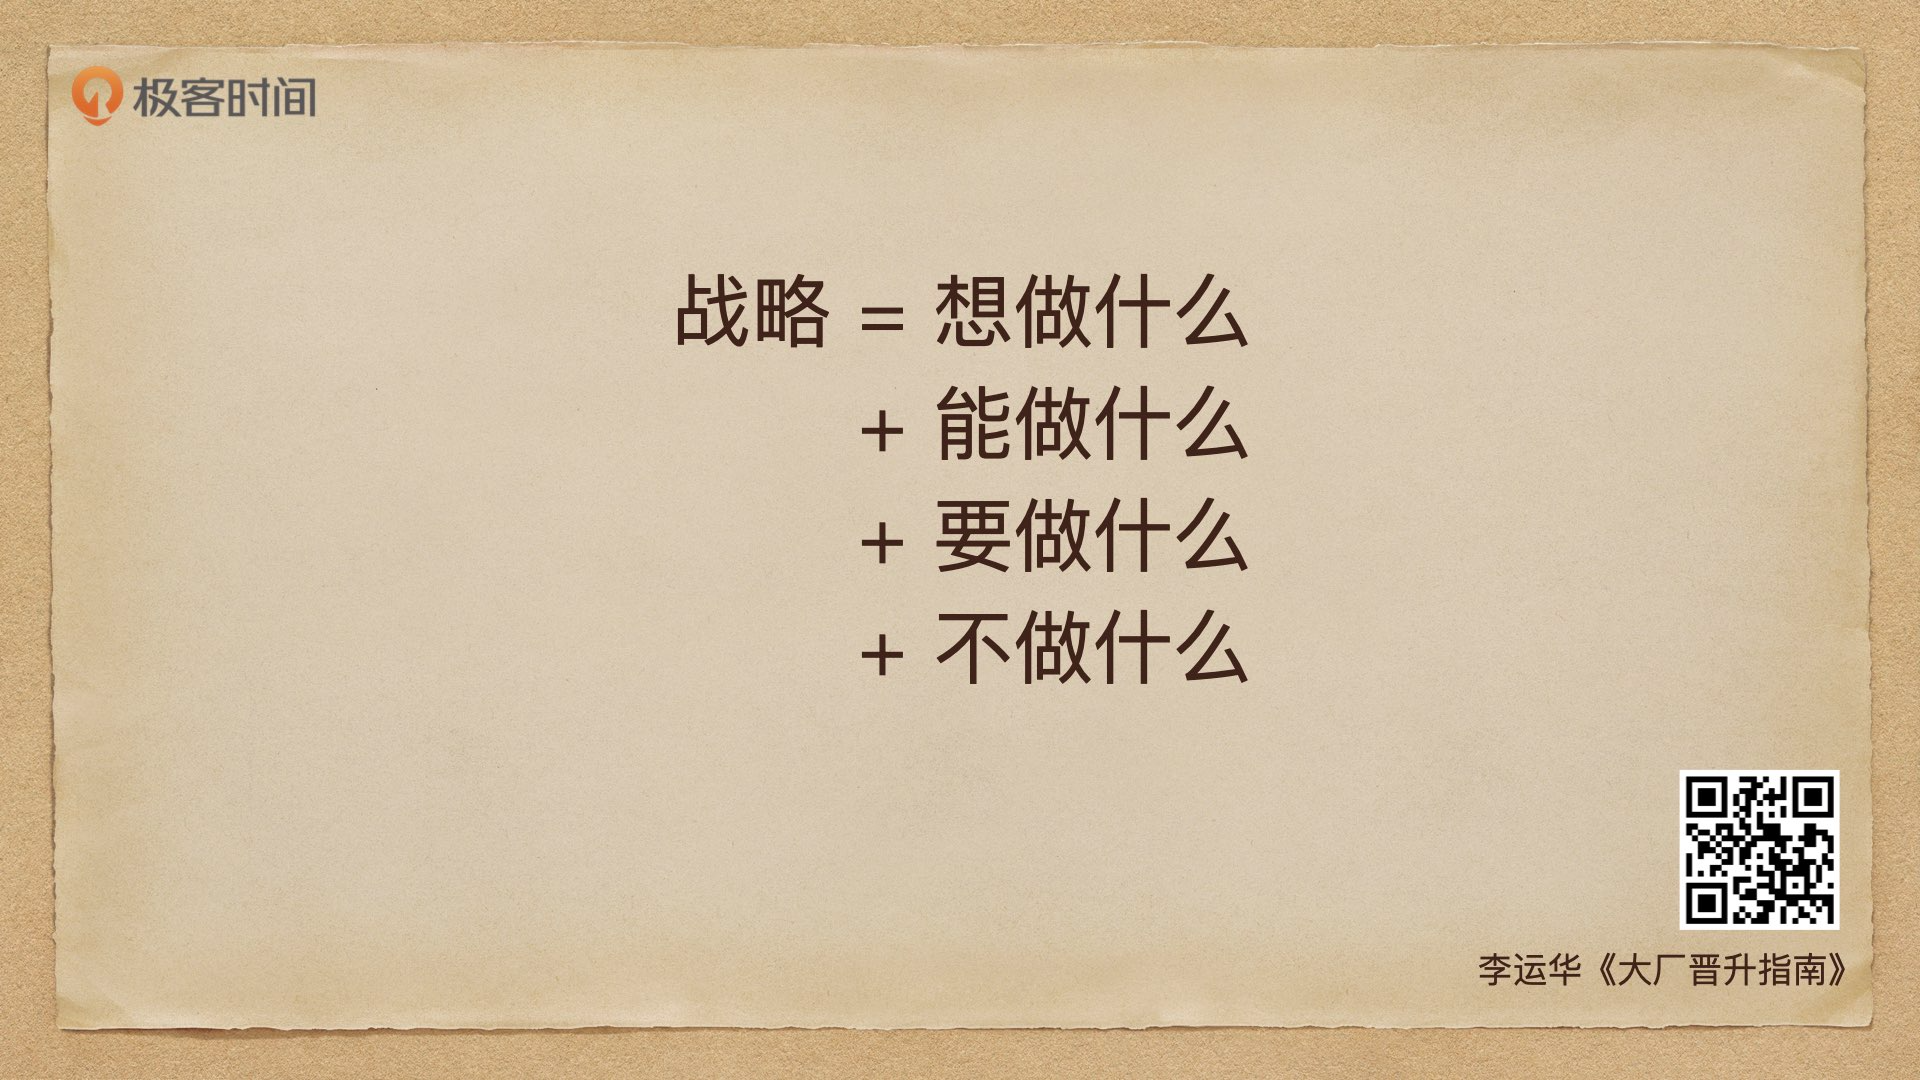 极客时间
战略 = 想做什么
+ 能做什么
+ 要做什么
+ 不做什么
李运华《大厂晋升指南》